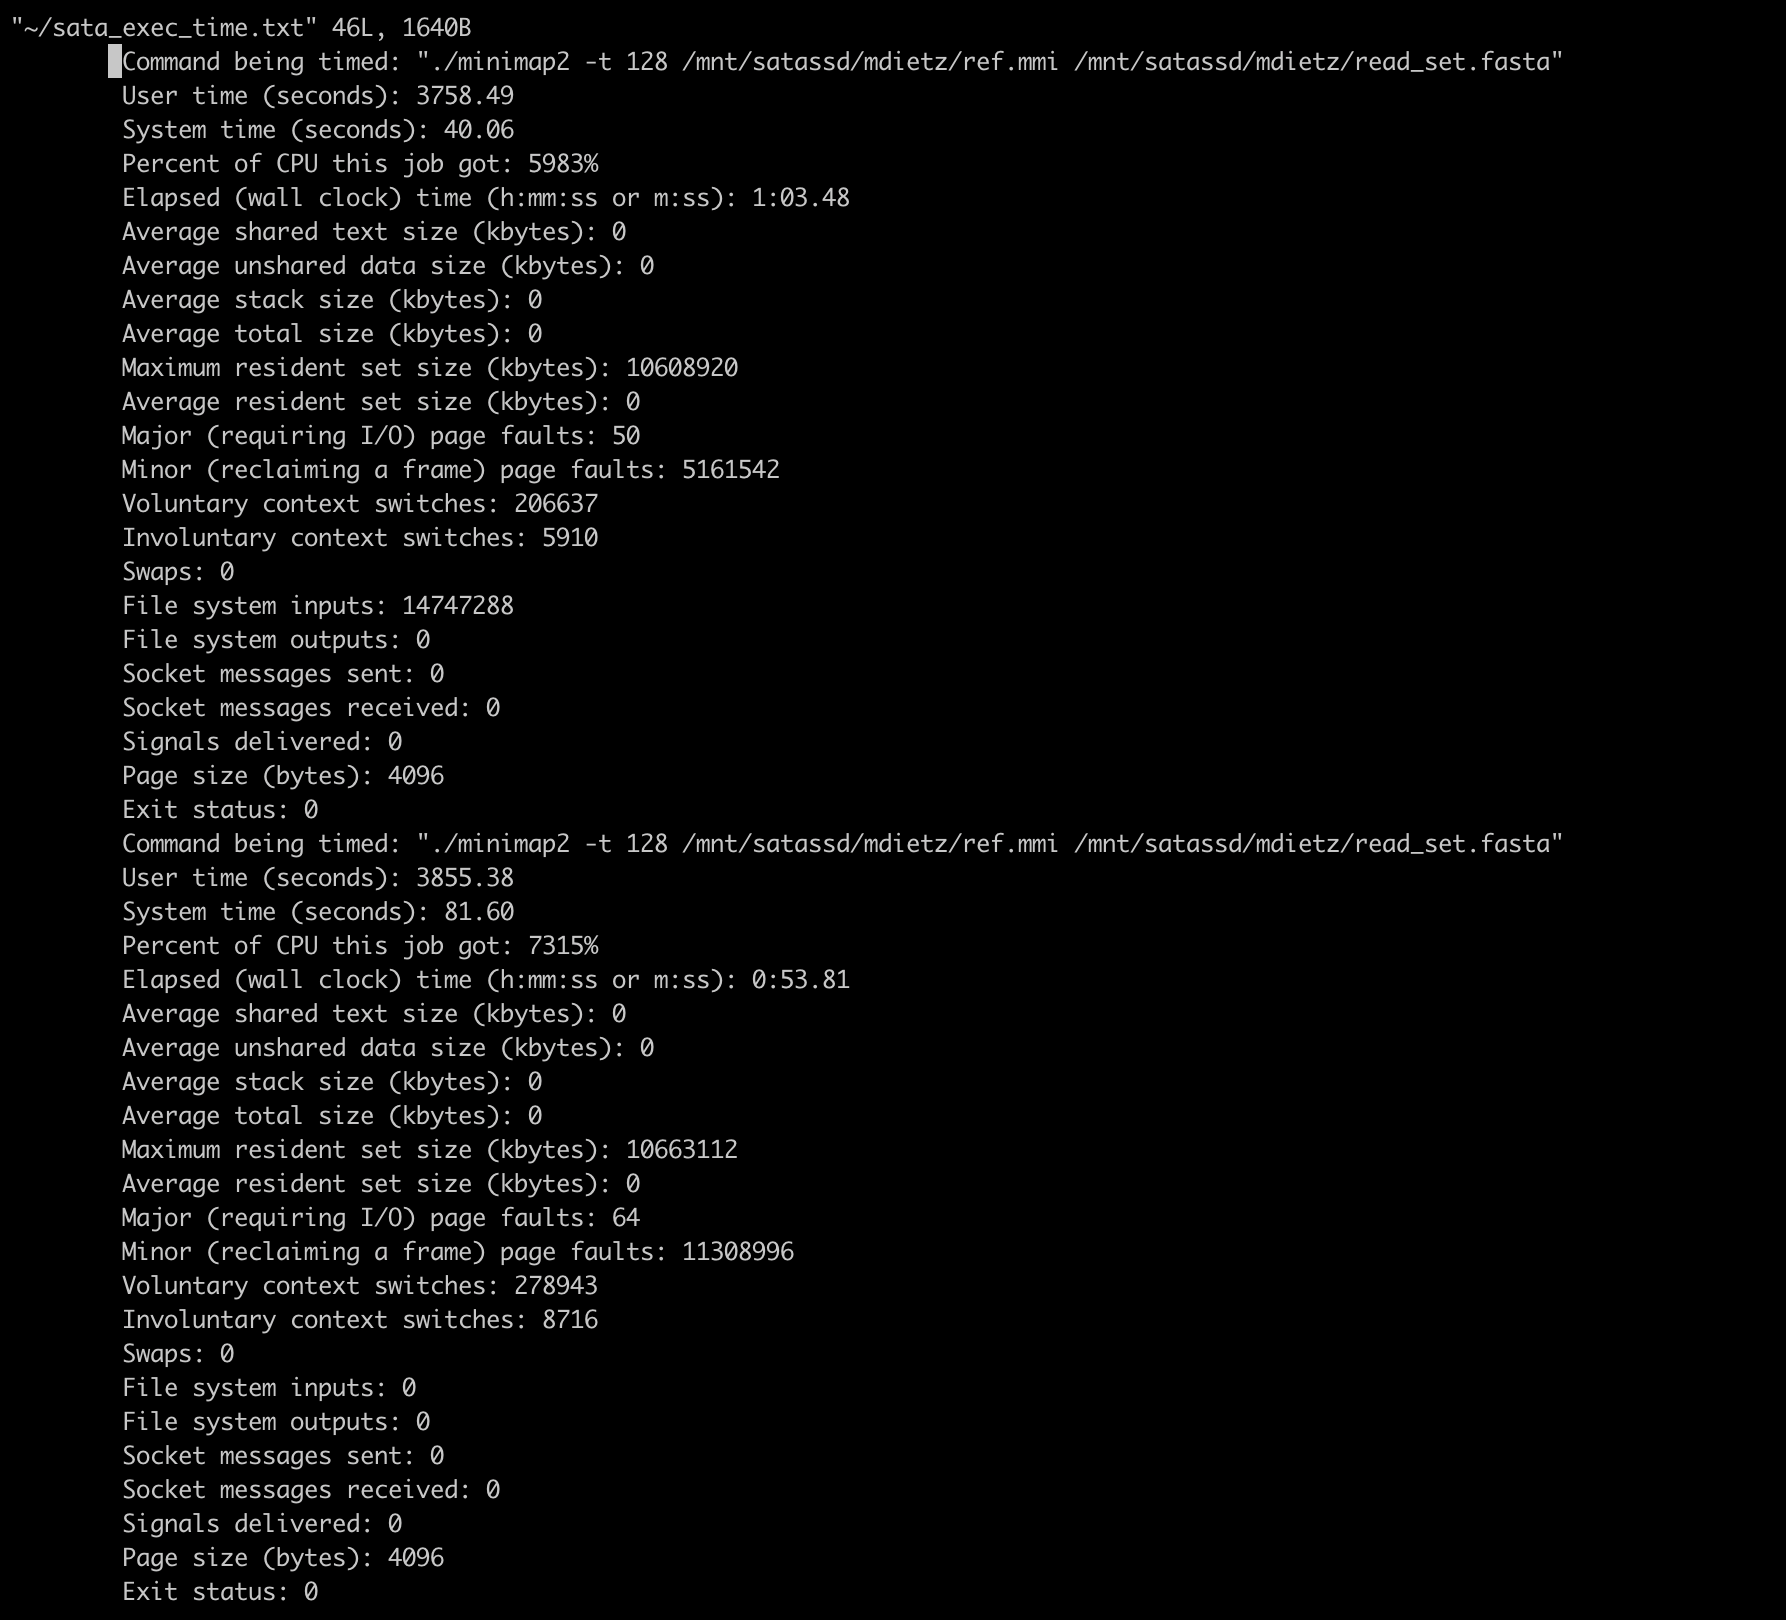 "~/sata_exec_time.txt" 46L, 1640B
Command being timed: "./minimap2 -t 128 /mnt/satassd/mdietz/ref.mmi /mnt/satassd/mdietz/read_set.fasta"
User time (seconds): 3758.49
System time (seconds): 40.06
Percent of CPU this job got: 5983%
Elapsed (wall clock) time (h:mm:ss or m:ss): 1:03.48
Average shared text size (kbytes): 0
Average unshared data size (kbytes): 0
Average stack size (kbytes): 0
Average total size (kbytes): 0
Maximum resident set size (kbytes): 10608920
Average resident set size (kbytes): 0
Major (requiring I/O) page faults: 50
Minor (reclaiming a frame) page faults: 5161542
Voluntary context switches: 206637
Involuntary context switches: 5910
Swaps: 0
File system inputs: 14747288
File system outputs: 0
Socket messages sent: 0
Socket messages received: 0
Signals delivered: 0
Page size (bytes): 4096
Exit status: 0
Command being timed: "./minimap2 -t 128 /mnt/satassd/mdietz/ref.mmi /mnt/satassd/mdietz/read_set.fasta"
User time (seconds): 3855.38
System time (seconds): 81.60
Percent of CPU this job got: 7315%
Elapsed (wall clock) time (h:mm:ss or m:ss): 0:53.81
Average shared text size (kbytes): 0
Average unshared data size (kbytes): 0
Average stack size (kbytes): 0
Average total size (kbytes): 0
Maximum resident set size (kbytes): 10663112
Average resident set size (kbytes): 0
Major (requiring I/O) page faults: 64
Minor (reclaiming a frame) page faults: 11308996
Voluntary context switches: 278943
Involuntary context switches: 8716
Swaps: 0
File system inputs: 0
File system outputs: 0
Socket messages sent: 0
Socket messages received: 0
Signals delivered: 0
Page size (bytes): 4096
Exit status: 0